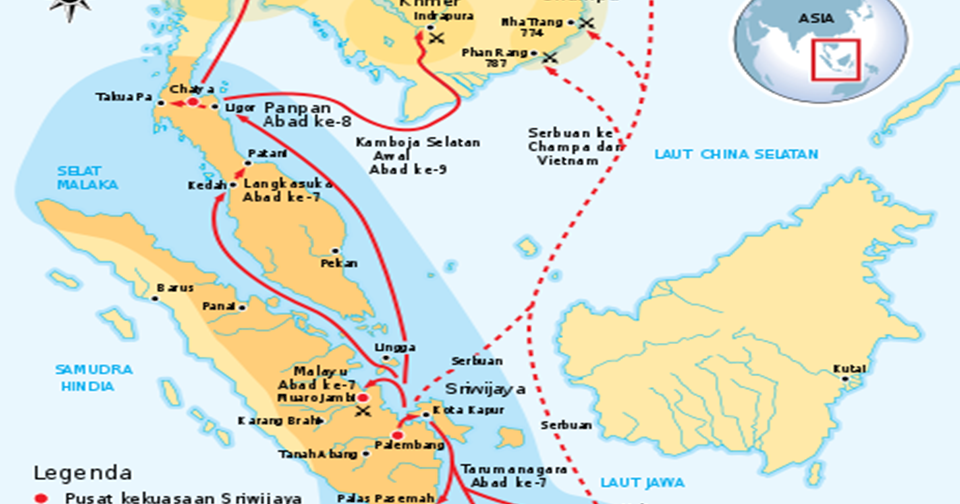 Khmer
Indrapura
Nha Trang
774
Phan Rang
787
ASIA
Chaiya
Takua Pa
Ligor
Panpan
Abad ke-8
Kamboja Selatan
Awal
Abad ke-9
Serbuan ke
Champa dan
Vietnam
LAUT CHINA SELATAN
Patani
SELAT
MALAKA
Kedah
Langkasuka
Abad ke-7
Pekan
Barus
Panai
Lingga
SAMUDRA
HINDIA
Malayu
Abad ke-7
Muaro Jambi
Serbuan
Sriwijaya
Kutai
Kota Kapur
Karang Brahi
Serbuan
Palembang
Tanah Abang
Tarumanagara
Abad ke-7
LAUT JAWA
Legenda
Pusat kekuasaan Sriwijaya
Palas Pasemah